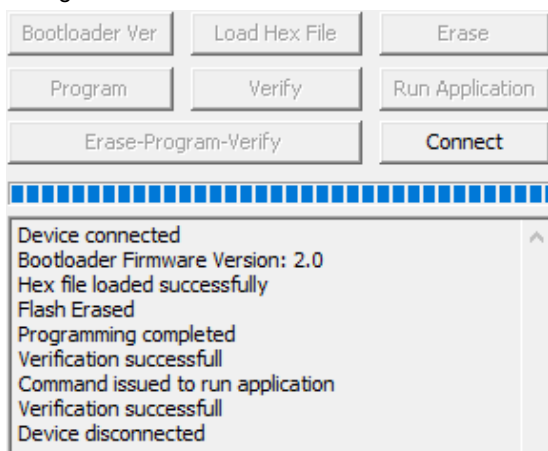 Bootloader Ver
Load Hex File
Erase
Program
Verify
Run Application
Erase-Program-Verify
Connect
Device connected
Bootloader Firmware Version: 2.0
Hex file loaded successfully
Flash Erased
Programming completed
Verification successfull
Command issued to run application
Verification successfull
Device disconnected